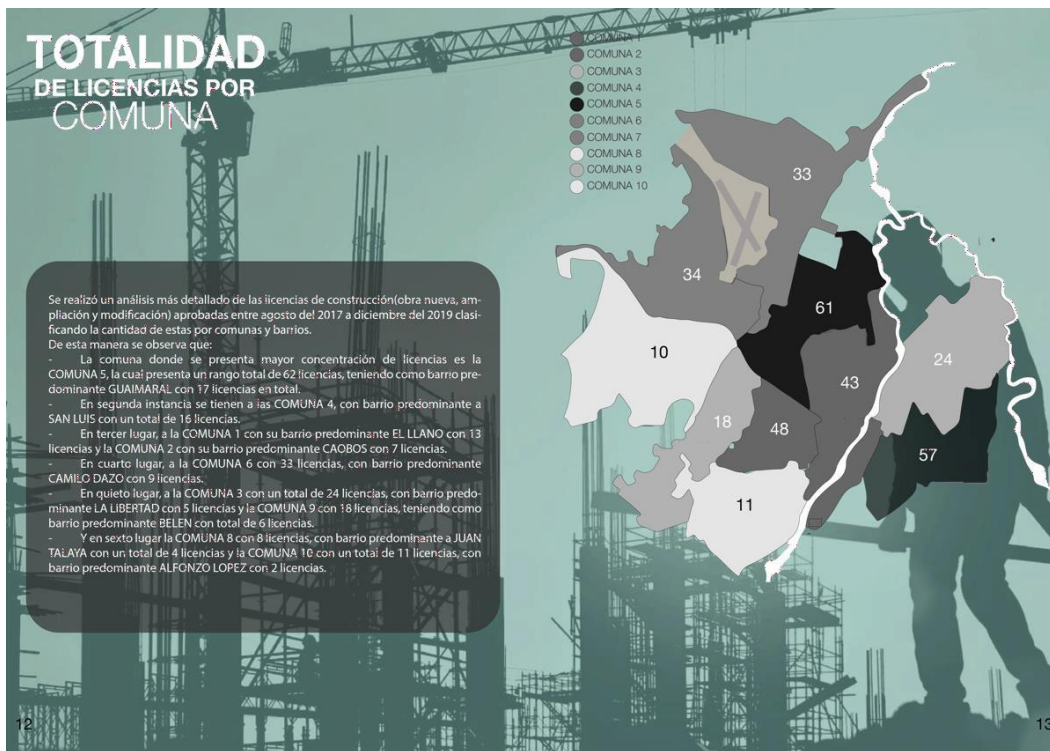 TOTALIDAD
DE LICENCIAS POR
COMUNA
Se realizó un análisis más detallado de las licencias de construcción(obra nueva, am-
pliación y modificación) aprobadas entre agosto del 2017 a diciembre del 2019 clasi-
ficando la cantidad de estas por comunas y barrios.
De esta manera se observa que:
- La comuna donde se presenta mayor concentración de licencias es la
COMUNA 5, la cual presenta un rango total de 62 licencias, teniendo como barrio pre-
dominante GUAIMARAL con 17 licencias en total.
- En segunda instancia se tienen a las COMUNA 4, con barrio predominante a
SAN LUIS con un total de 16 licencias.
- En tercer lugar, a la COMUNA 1 con su barrio predominante EL LLANO con 13
licencias y la COMUNA 2 con su barrio predominante CAOBOS con 7 licencias.
- En cuarto lugar, a la COMUNA 6 con 33 licencias, con barrio predominante
CAMILO DAZO con 9 licencias.
- En quieto lugar, a la COMUNA 3 con un total de 24 licencias, con barrio predo-
minante LA LIBERTAD con 5 licencias y la COMUNA 9 con 18 licencias, teniendo como
barrio predominante BELEN con total de 6 licencias.
- Y en sexto lugar la COMUNA 8 con 8 licencias, con barrio predominante a JUAN
TALAYA con un total de 4 licencias y la COMUNA 10 con un total de 11 licencias, con
barrio predominante ALFONZO LOPEZ con 2 licencias.
12
COMUNA 1
COMUNA 2
COMUNA 3
COMUNA 4
COMUNA 5
COMUNA 6
COMUNA 7
COMUNA 8
COMUNA 9
COMUNA 10
33
34
61
10
24
43
18
48
57
11
13